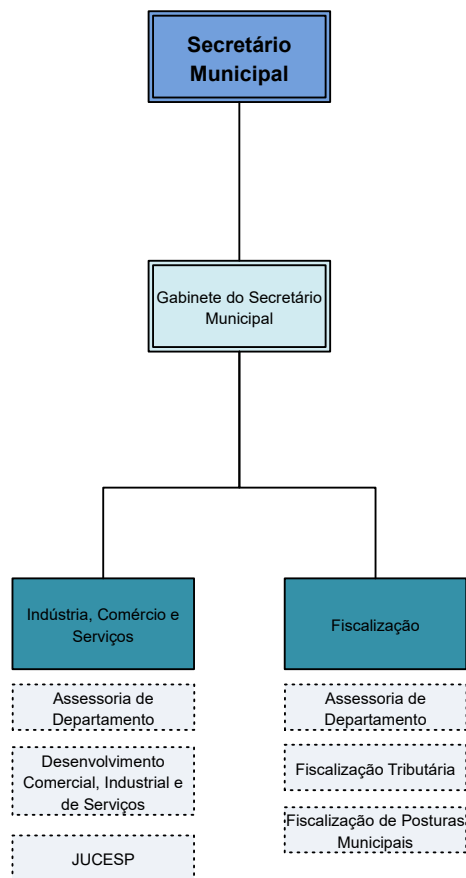 Secretário
Municipal
Gabinete do Secretário
Municipal
Indústria, Comércio e
Serviços
Assessoria de
Departamento
Desenvolvimento
Comercial, Industrial e
de Serviços
JUCESP
Fiscalização
Assessoria de
Departamento
Fiscalização Tributária
Fiscalização de Posturas
Municipais